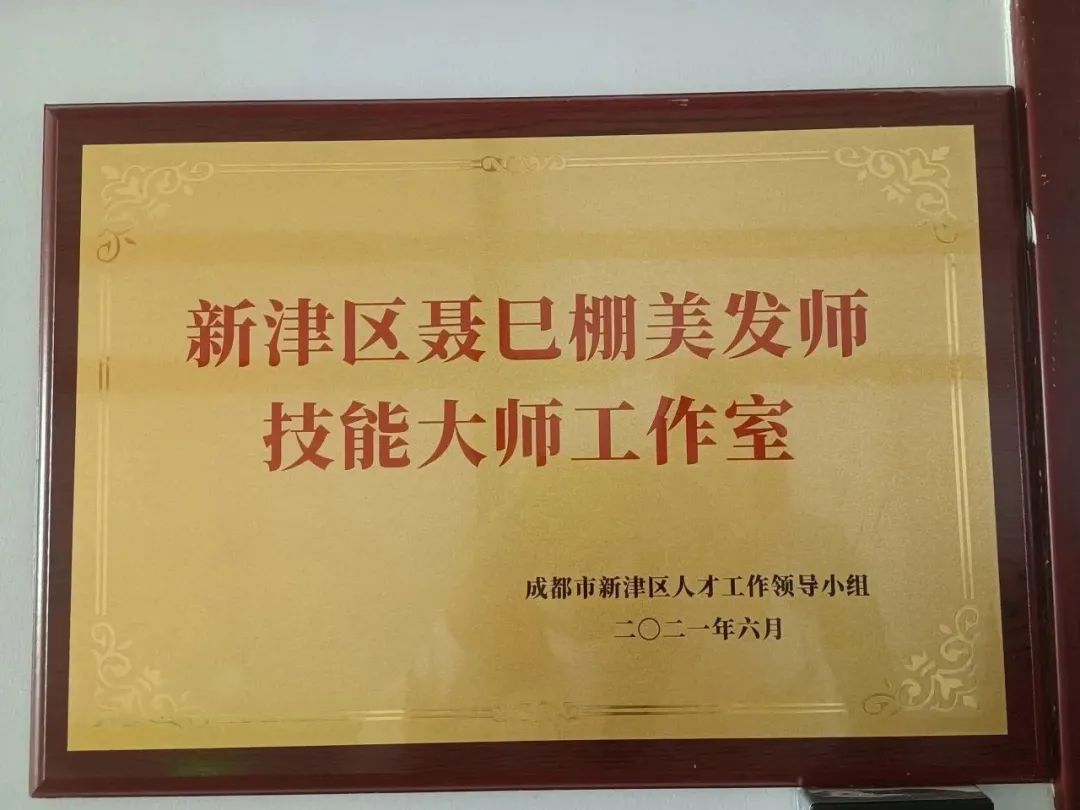 新津区聂巳棚美发师
技能大师工作室
成都市新津区人才工作领导小组
二〇二一年六月